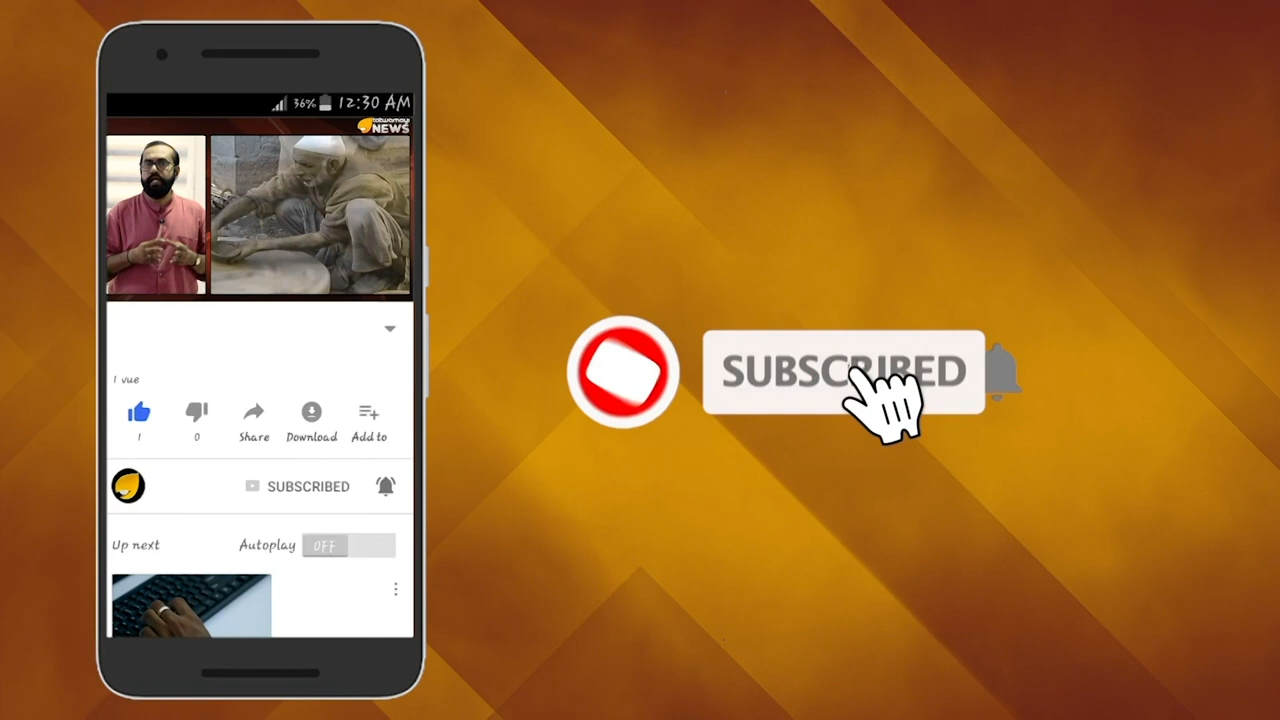 36% 12:30 AM
tatwamayi
NEWS
1 vue
1
0
Share
Download
Add to
SUBSCRIBED
Up next
Autoplay
OFF
SUBSCRIBED